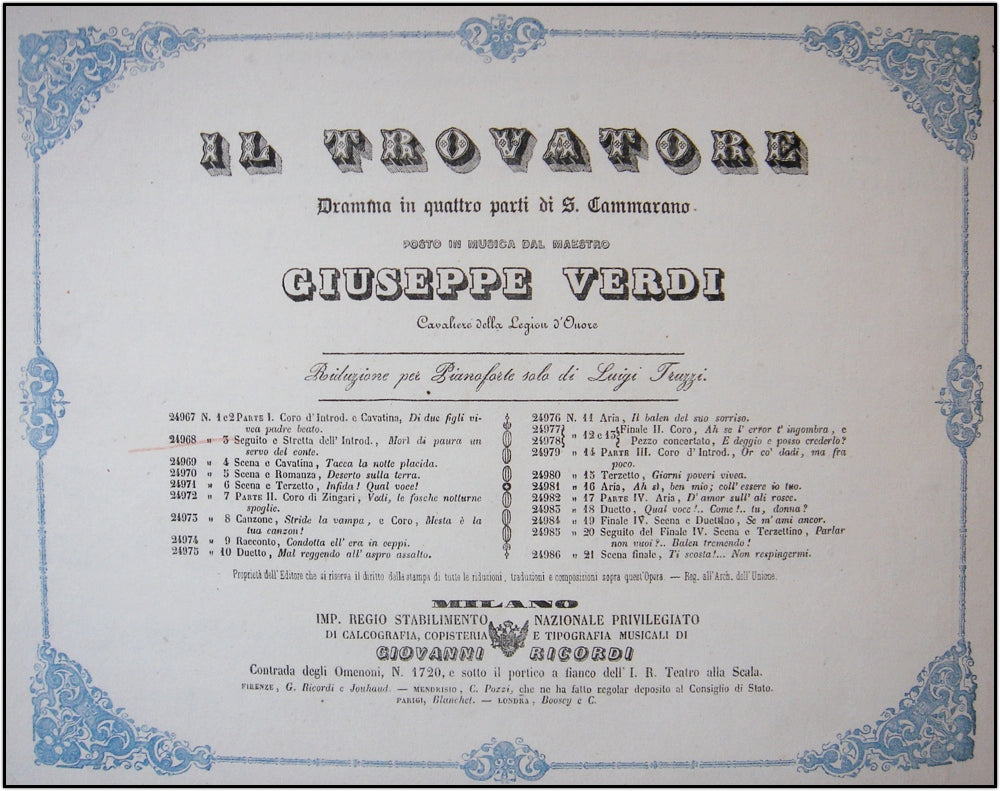 IL TROVATORE
Dramma in quattro parti di S. Cammarano.
POSTO IN MUSICA DAL MAESTRO
GIUSEPPE VERDI
Cavaliere della Legion d'Onore
Riduzione per Pianoforte solo di Luigi Truzzi.
24967 N. 1 e 2 PARTE I. Coro d'Introd. e Cavatina, Di due figli vi-
vea padre beato.
24968 " 3 Seguito e Stretta dell'Introd., Morì di paura un
servo del conte.
24969 " 4 Scena e Cavatina, Tacea la notte placida.
24970 " 5 Scena e Romanza, Deserto sulla terra.
24971 " 6 Scena e Terzetto, Infida! Qual voce!
24972 " 7 PARTE II. Coro di Zingari, Vedi, le fosche notturne
spoglie.
24973 " 8 Canzone, Stride la vampa, e Coro, Mesta è la
tua canzon!
24974 " 9 Racconto, Condotta ell' era in ceppi.
24975 " 10 Duetto, Mal reggendo all' aspro assalto.
24976 N. 11 Aria, Il balen del suo sorriso.
24977 } " 12 e 13 { Finale II. Coro, Ah se l' error t' ingombra, e
24978 } Pezzo concertato, E deggio e posso crederlo?
24979 " 14 PARTE III. Coro d'Introd., Or co' dadi, ma fra
poco.
24980 " 15 Terzetto, Giorni poveri vivea.
24981 " 16 Aria, Ah sì, ben mio; coll' essere io tuo.
24982 " 17 PARTE IV. Aria, D' amor sull' ali rosee.
24983 " 18 Duetto, Qual voce!.. Come!.. tu, donna?
24984 " 19 Finale IV. Scena e Duettino, Se m' ami ancor.
24985 " 20 Seguito del Finale IV. Scena e Terzettino, Parlar
non vuoi?.. Balen tremendo!
24986 " 21 Scena finale, Ti scosta!... Non respingermi.
Proprietà dell'Editore che si riserva il diritto della stampa di tutte le riduzioni, traduzioni e composizioni sopra quest'Opera. — Reg. all'Arch. dell'Unione.
MILANO
IMP. REGIO STABILIMENTO NAZIONALE PRIVILEGIATO
DI CALCOGRAFIA, COPISTERIA E TIPOGRAFIA MUSICALI DI
GIOVANNI RICORDI
Contrada degli Omenoni, N. 1720, e sotto il portico a fianco dell' I. R. Teatro alla Scala.
FIRENZE, G. Ricordi e Jouhaud. — MENDRISIO, C. Pozzi, che ne ha fatto regolar deposito al Consiglio di Stato.
PARIGI, Blanchet. — LONDRA, Boosey e C.